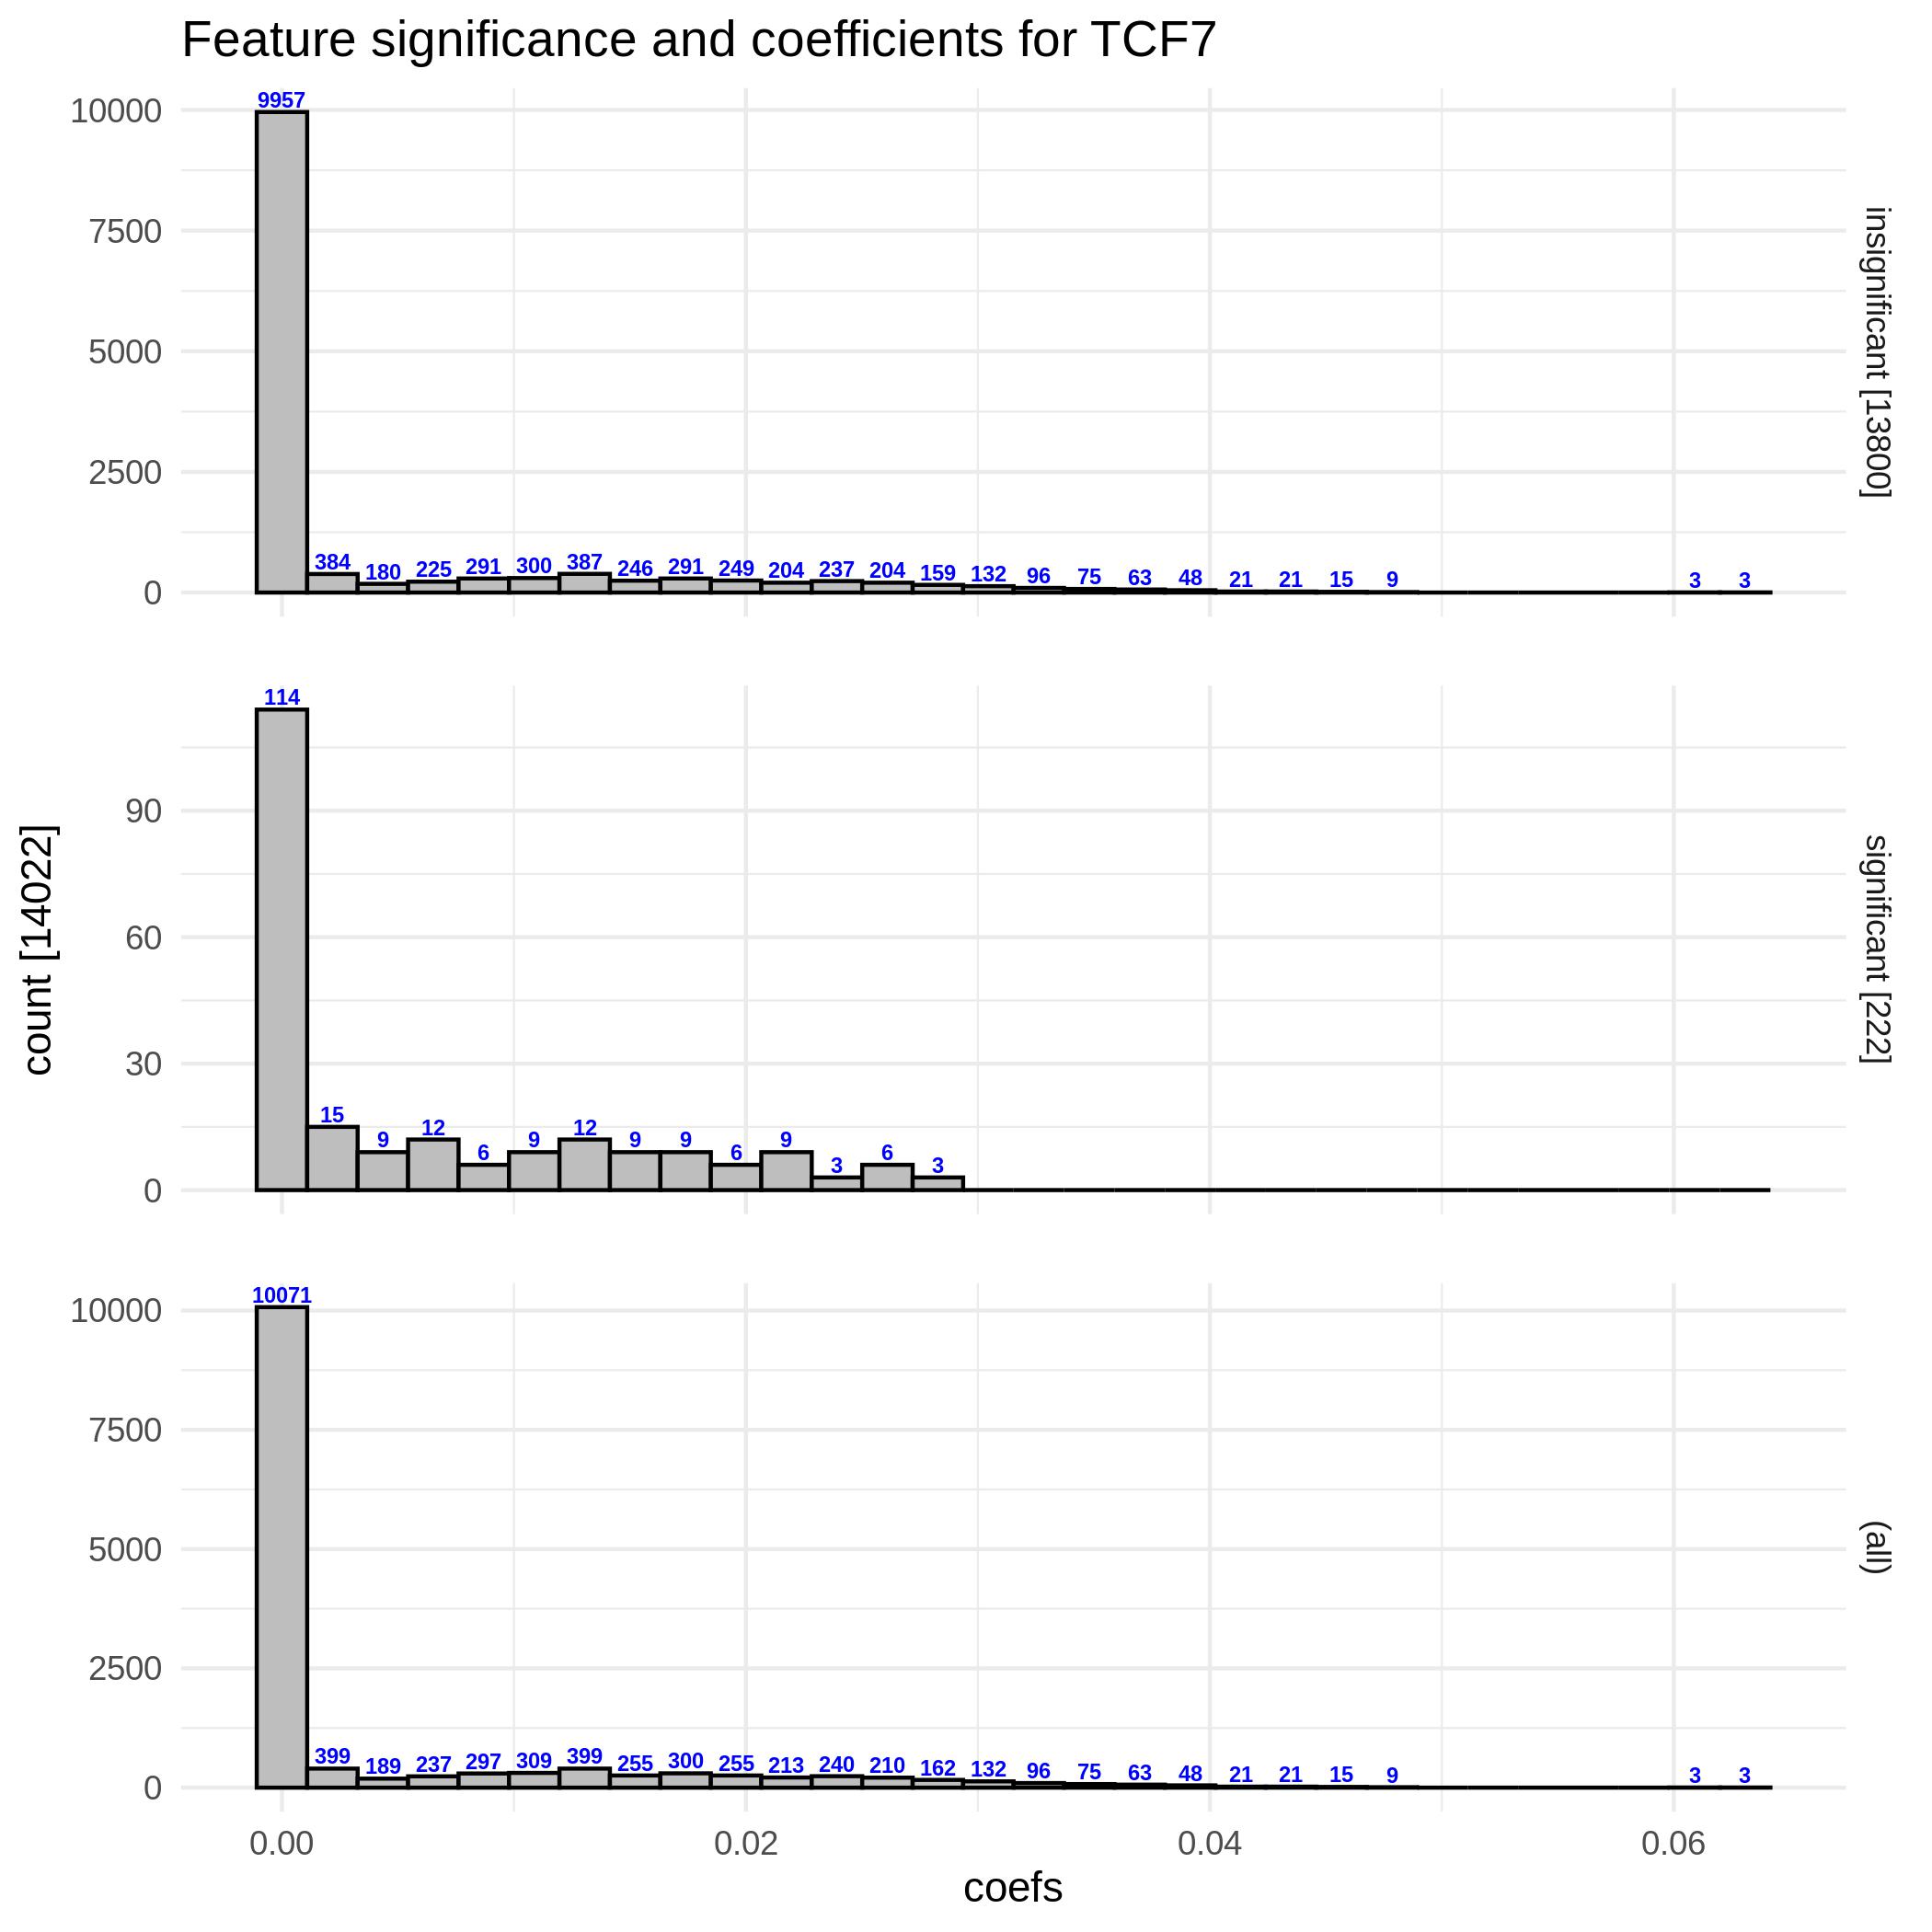 Feature significance and coefficients for TCF7
count [14022]
10000
7500
5000
2500
0
9957
384 180 225 291 300 387 246 291 249 204 237 204 159 132 96 75 63 48 21 21 15 9 3 3
insignificant [13800]
90
60
30
0
114
15 9 12 6 9 12 9 9 6 9 3 6 3
significant [222]
10000
7500
5000
2500
0
10071
399 189 237 297 309 399 255 300 255 213 240 210 162 132 96 75 63 48 21 21 15 9 3 3
(all)
0.00 0.02 0.04 0.06
coefs